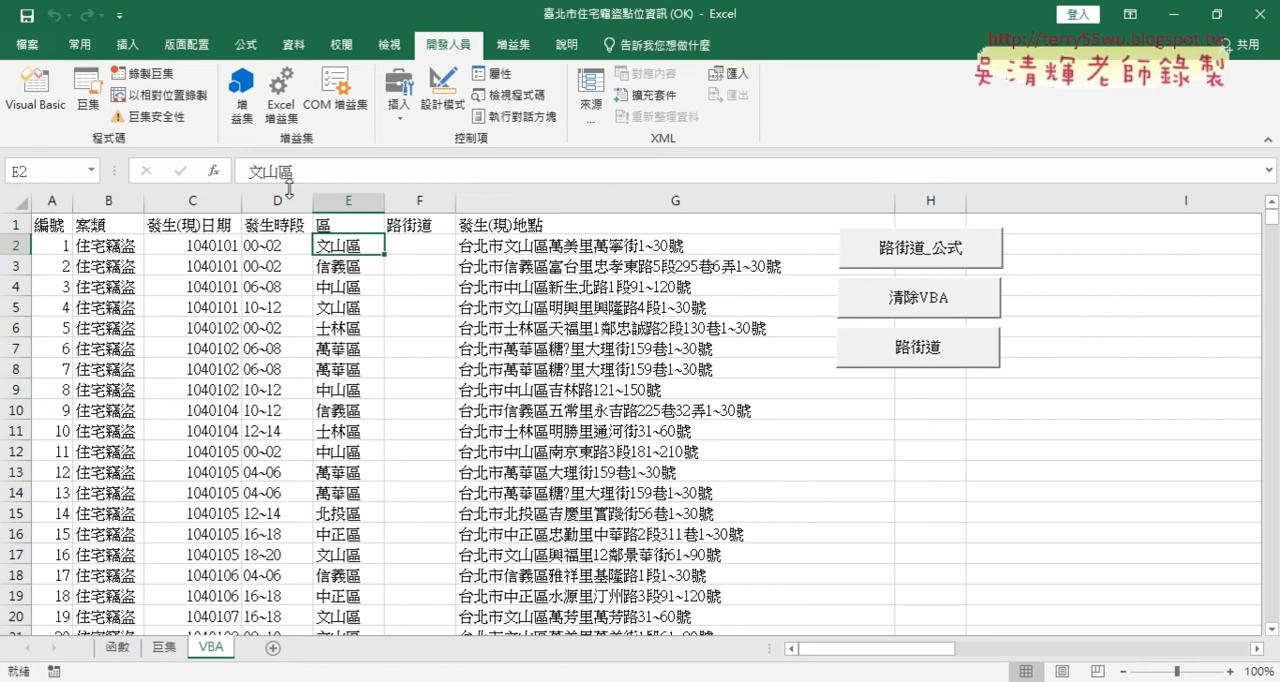 臺北市住宅竊盜點位資訊 (OK) - Excel
登入
檔案 常用 插入 版面配置 公式 資料 校閱 檢視 開發人員 增益集 說明 告訴我您想做什麼 共用
http://terry55wu.blogspot.tw
吳清輝老師錄製
Visual Basic 巨集 錄製巨集 以相對位置錄製 巨集安全性
程式碼
增益集 Excel 增益集 COM 增益集
增益集
插入 設計模式 屬性 檢視程式碼 執行對話方塊
控制項
來源... 對應內容 擴充套件 重新整理資料 匯入 匯出
XML
E2 fx 文山區
A B C D E F G H I
1 編號 案類 發生(現)日期 發生時段 區 路街道 發生(現)地點
2 1 住宅竊盜 1040101 00~02 文山區 台北市文山區萬美里萬寧街1~30號
3 2 住宅竊盜 1040101 00~02 信義區 台北市信義區富台里忠孝東路5段295巷6弄1~30號
4 3 住宅竊盜 1040101 06~08 中山區 台北市中山區新生北路1段91~120號
5 4 住宅竊盜 1040101 10~12 文山區 台北市文山區明興里興隆路4段1~30號
6 5 住宅竊盜 1040102 00~02 士林區 台北市士林區天福里1鄰忠誠路2段130巷1~30號
7 6 住宅竊盜 1040102 06~08 萬華區 台北市萬華區糖?里大理街159巷1~30號
8 7 住宅竊盜 1040102 06~08 萬華區 台北市萬華區糖?里大理街159巷1~30號
9 8 住宅竊盜 1040102 10~12 中山區 台北市中山區吉林路121~150號
10 9 住宅竊盜 1040104 10~12 信義區 台北市信義區五常里永吉路225巷32弄1~30號
11 10 住宅竊盜 1040104 12~14 士林區 台北市士林區明勝里通河街31~60號
12 11 住宅竊盜 1040105 00~02 中山區 台北市中山區南京東路3段181~210號
13 12 住宅竊盜 1040105 04~06 萬華區 台北市萬華區大理街159巷1~30號
14 13 住宅竊盜 1040105 04~06 萬華區 台北市萬華區糖?里大理街159巷1~30號
15 14 住宅竊盜 1040105 12~14 北投區 台北市北投區吉慶里實踐街56巷1~30號
16 15 住宅竊盜 1040105 16~18 中正區 台北市中正區忠勤里中華路2段311巷1~30號
17 16 住宅竊盜 1040105 18~20 文山區 台北市文山區興福里12鄰景華街61~90號
18 17 住宅竊盜 1040106 04~06 信義區 台北市信義區雅祥里基隆路1段1~30號
19 18 住宅竊盜 1040106 16~18 中正區 台北市中正區水源里汀州路3段91~120號
20 19 住宅竊盜 1040107 16~18 文山區 台北市文山區萬芳里萬芳路31~60號
路街道_公式
清除VBA
路街道
函數 巨集 VBA
就緒 100%